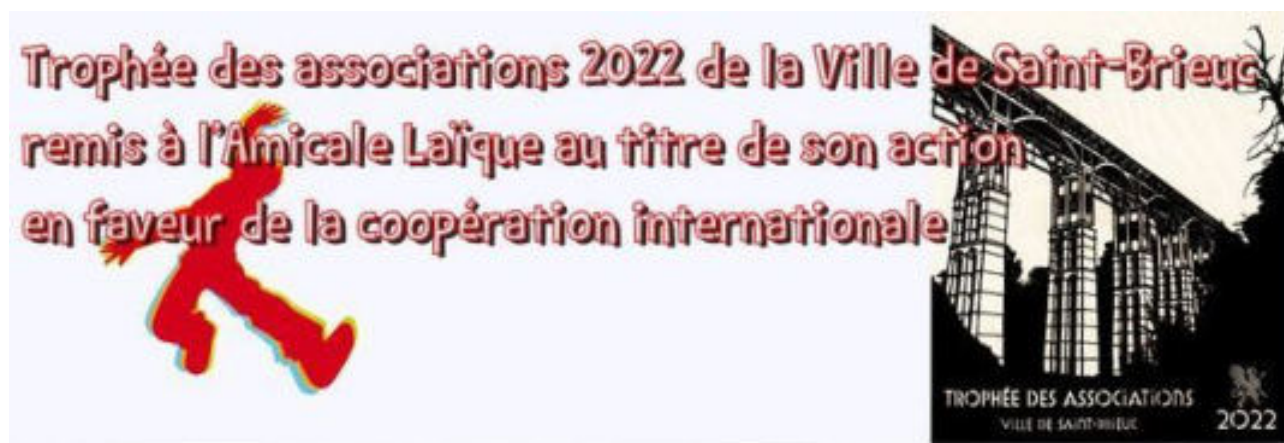 Trophée des associations 2022 de la Ville de Saint-Brieuc
remis à l'Amicale Laïque au titre de son action
en faveur de la coopération internationale
TROPHÉE DES ASSOCIATIONS
VILLE DE SAINT-BRIEUC
2022